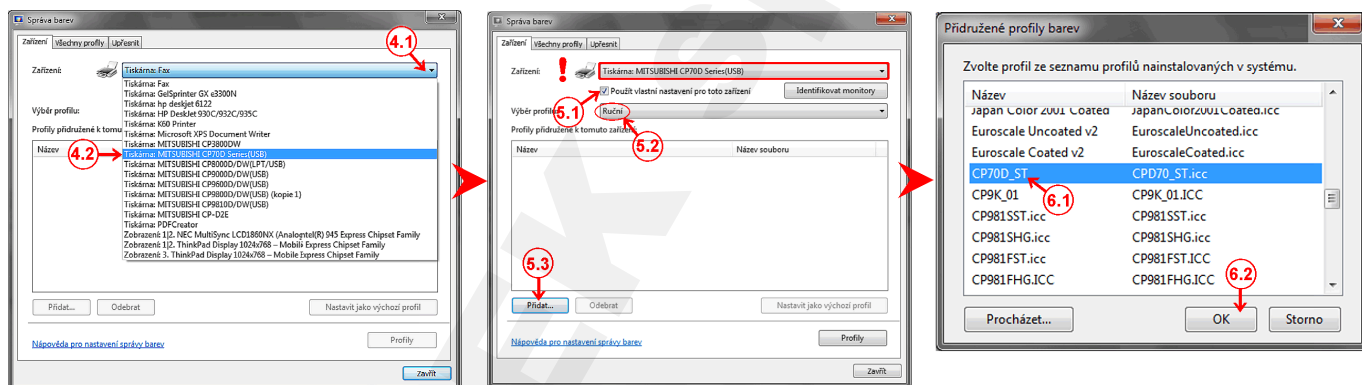 Správa barev
Zařízení Všechny profily Upřesnit
4.1
Zařízení: Tiskárna: Fax
Tiskárna: Fax
Tiskárna: GelSprinter GX e3300N
Výběr profilu: Tiskárna: hp deskjet 6122
Tiskárna: HP DeskJet 930C/932C/935C
Tiskárna: K60 Printer
Profily přidružené k tomu Tiskárna: Microsoft XPS Document Writer
Tiskárna: MITSUBISHI CP3800DW
Název 4.2 Tiskárna: MITSUBISHI CP70D Series(USB)
Tiskárna: MITSUBISHI CP8000D/DW(LPT/USB)
Tiskárna: MITSUBISHI CP9000D/DW(USB)
Tiskárna: MITSUBISHI CP9600D/DW(USB)
Tiskárna: MITSUBISHI CP9800D/DW(USB) (kopie 1)
Tiskárna: MITSUBISHI CP9810D/DW(USB)
Tiskárna: MITSUBISHI CP-D2E
Tiskárna: PDFCreator
Zobrazení: 1|2. NEC MultiSync LCD1860NX (Analogtel(R) 945 Express Chipset Family
Zobrazení: 1|2. ThinkPad Display 1024x768 – Mobili Express Chipset Family
Zobrazení: 3. ThinkPad Display 1024x768 – Mobile Express Chipset Family
Přidat... Odebrat Nastavit jako výchozí profil
Nápověda pro nastavení správy barev Profily
Zavřít
Správa barev
Zařízení Všechny profily Upřesnit
Zařízení: ! Tiskárna: MITSUBISHI CP70D Series(USB)
5.1 Použít vlastní nastavení pro toto zařízení Identifikovat monitory
Výběr profilu: Ruční
Profily přidružené k tomuto zařízení:
5.2
Název Název souboru
5.3
Přidat... Odebrat Nastavit jako výchozí profil
Nápověda pro nastavení správy barev Profily
Zavřít
Přidružené profily barev
Zvolte profil ze seznamu profilů nainstalovaných v systému.
Název Název souboru
Japan Color 2001 Coated JapanColor2001Coated.icc
Euroscale Uncoated v2 EuroscaleUncoated.icc
Euroscale Coated v2 EuroscaleCoated.icc
CP70D_ST CPD70_ST.icc
CP9K_01 6.1 CP9K_01.ICC
CP981SST.icc CP981SST.icc
CP981SHG.icc CP981SHG.icc
CP981FST.icc CP981FST.ICC
CP981FHG.ICC CP981FHG.ICC
6.2
Procházet... OK Storno